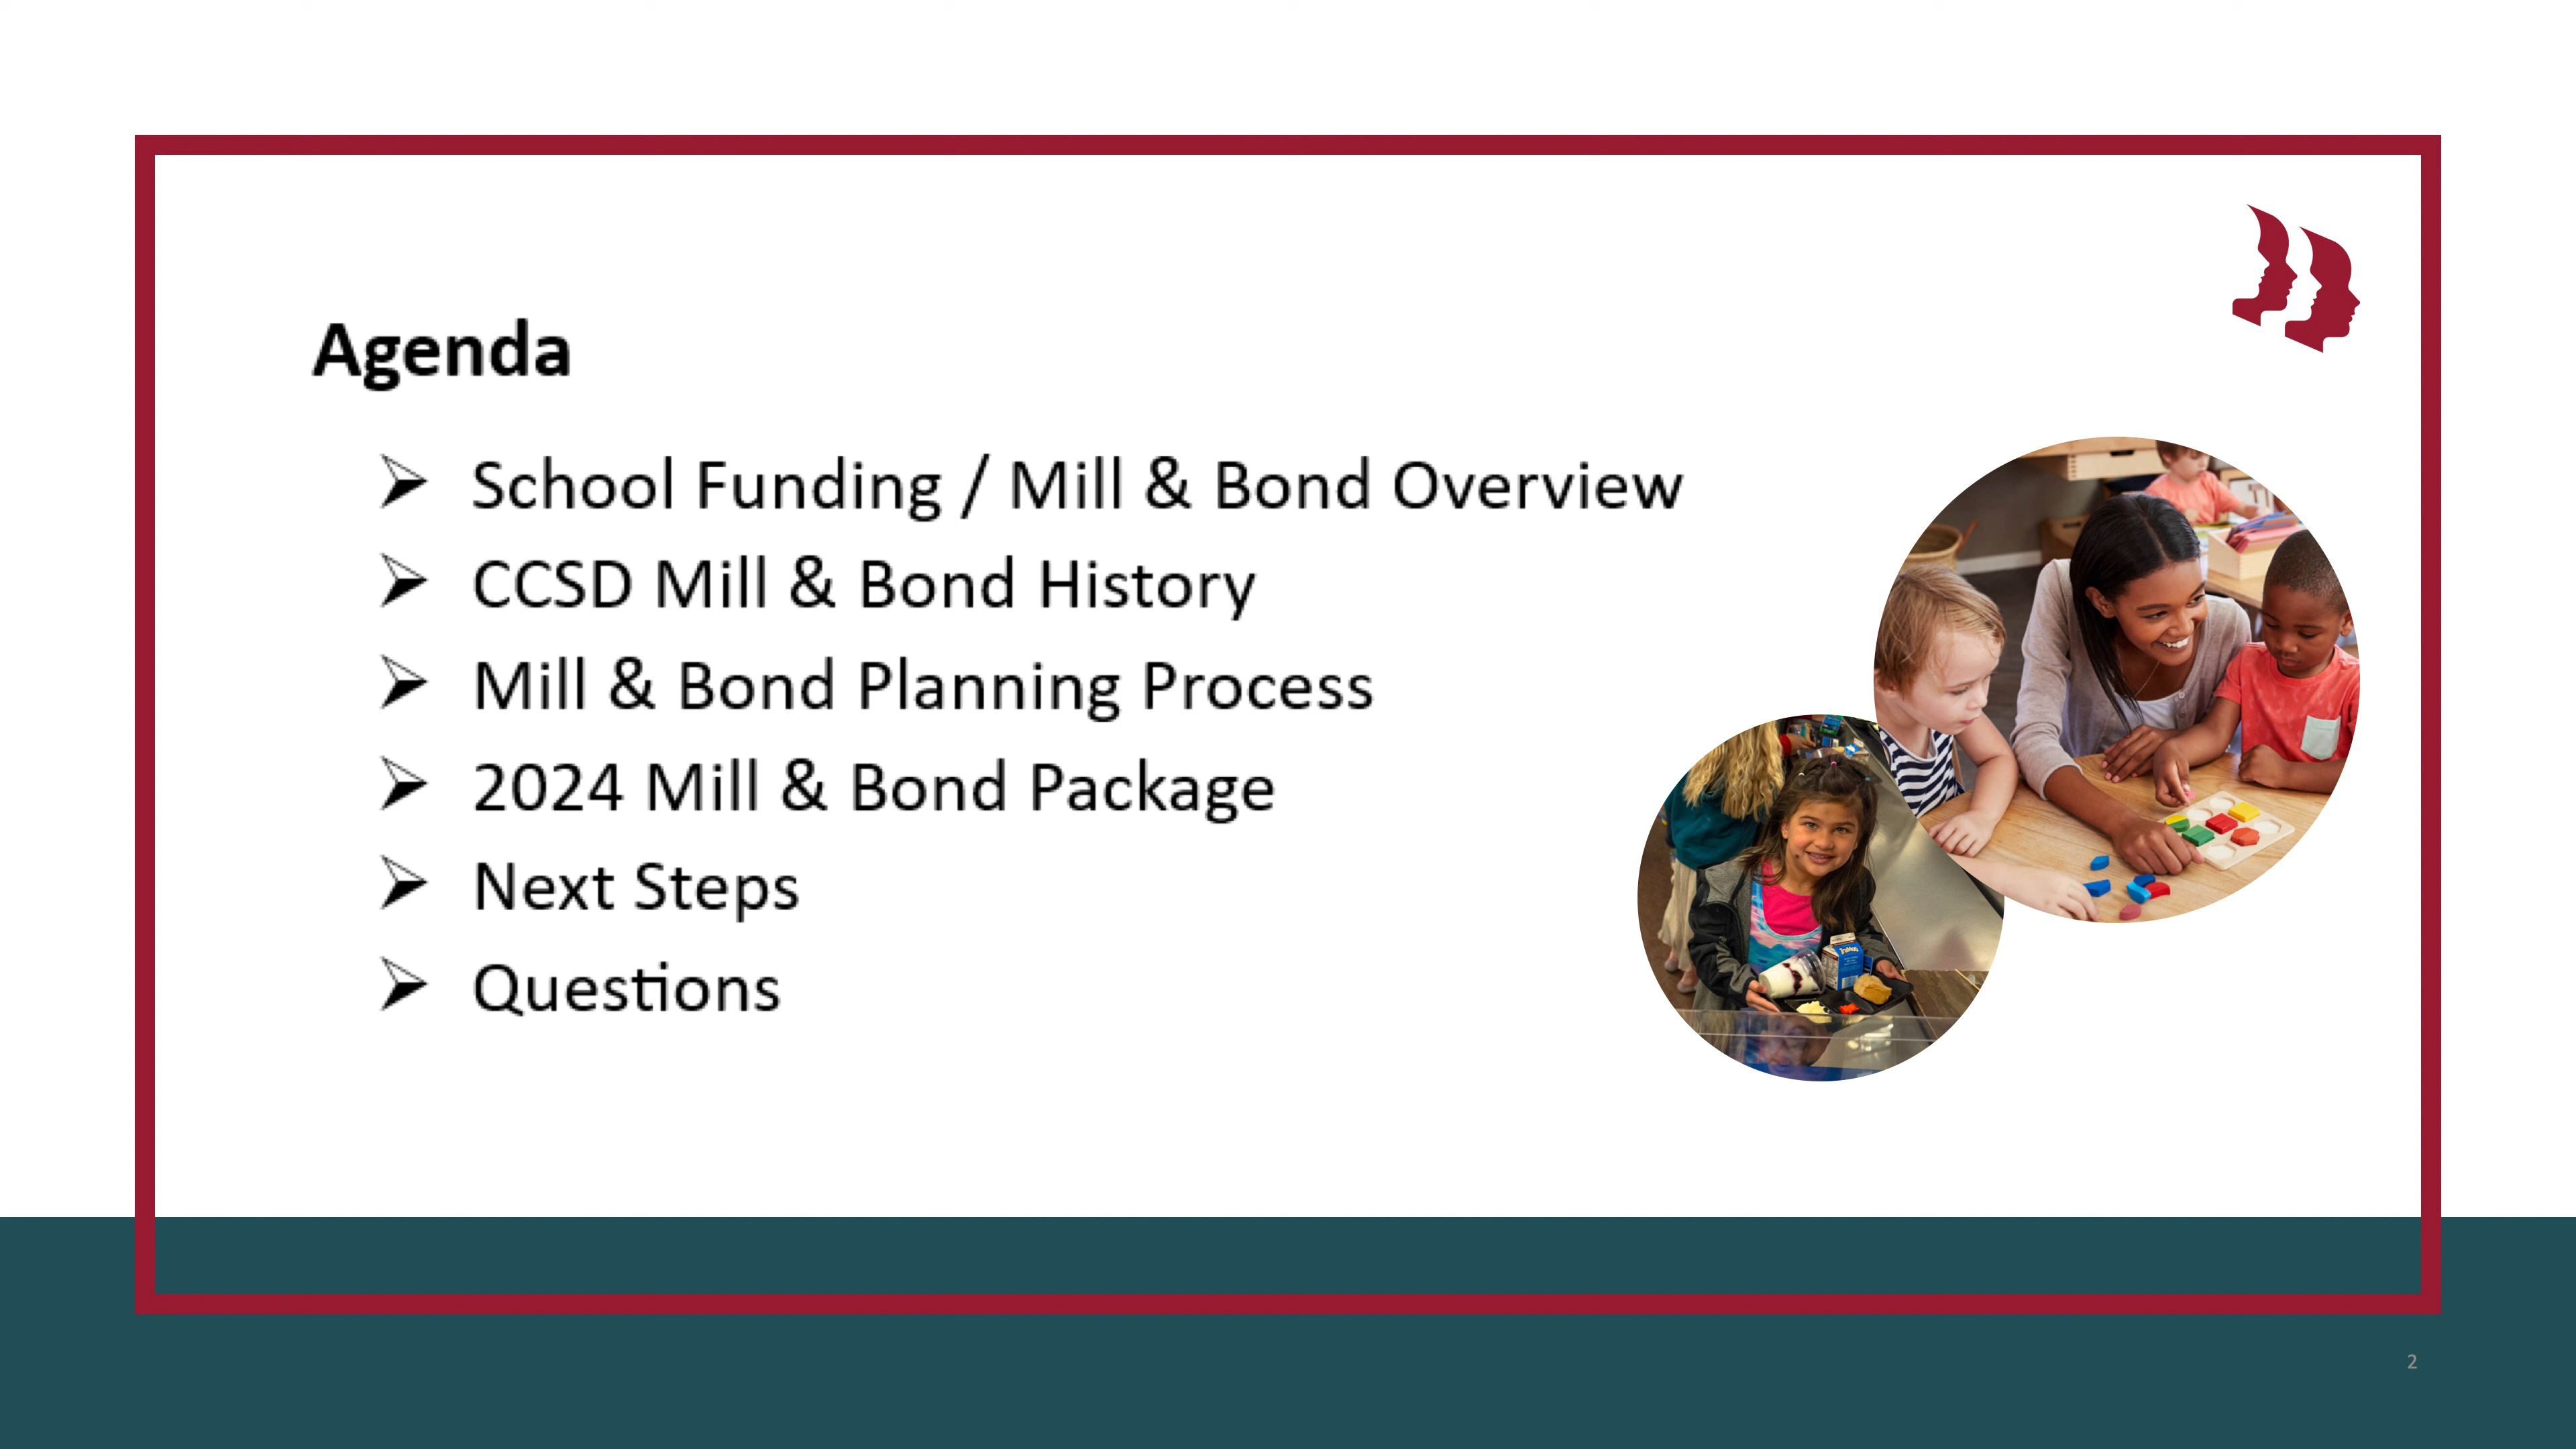 Agenda
➢ School Funding / Mill & Bond Overview
➢ CCSD Mill & Bond History
➢ Mill & Bond Planning Process
➢ 2024 Mill & Bond Package
➢ Next Steps
➢ Questions
2